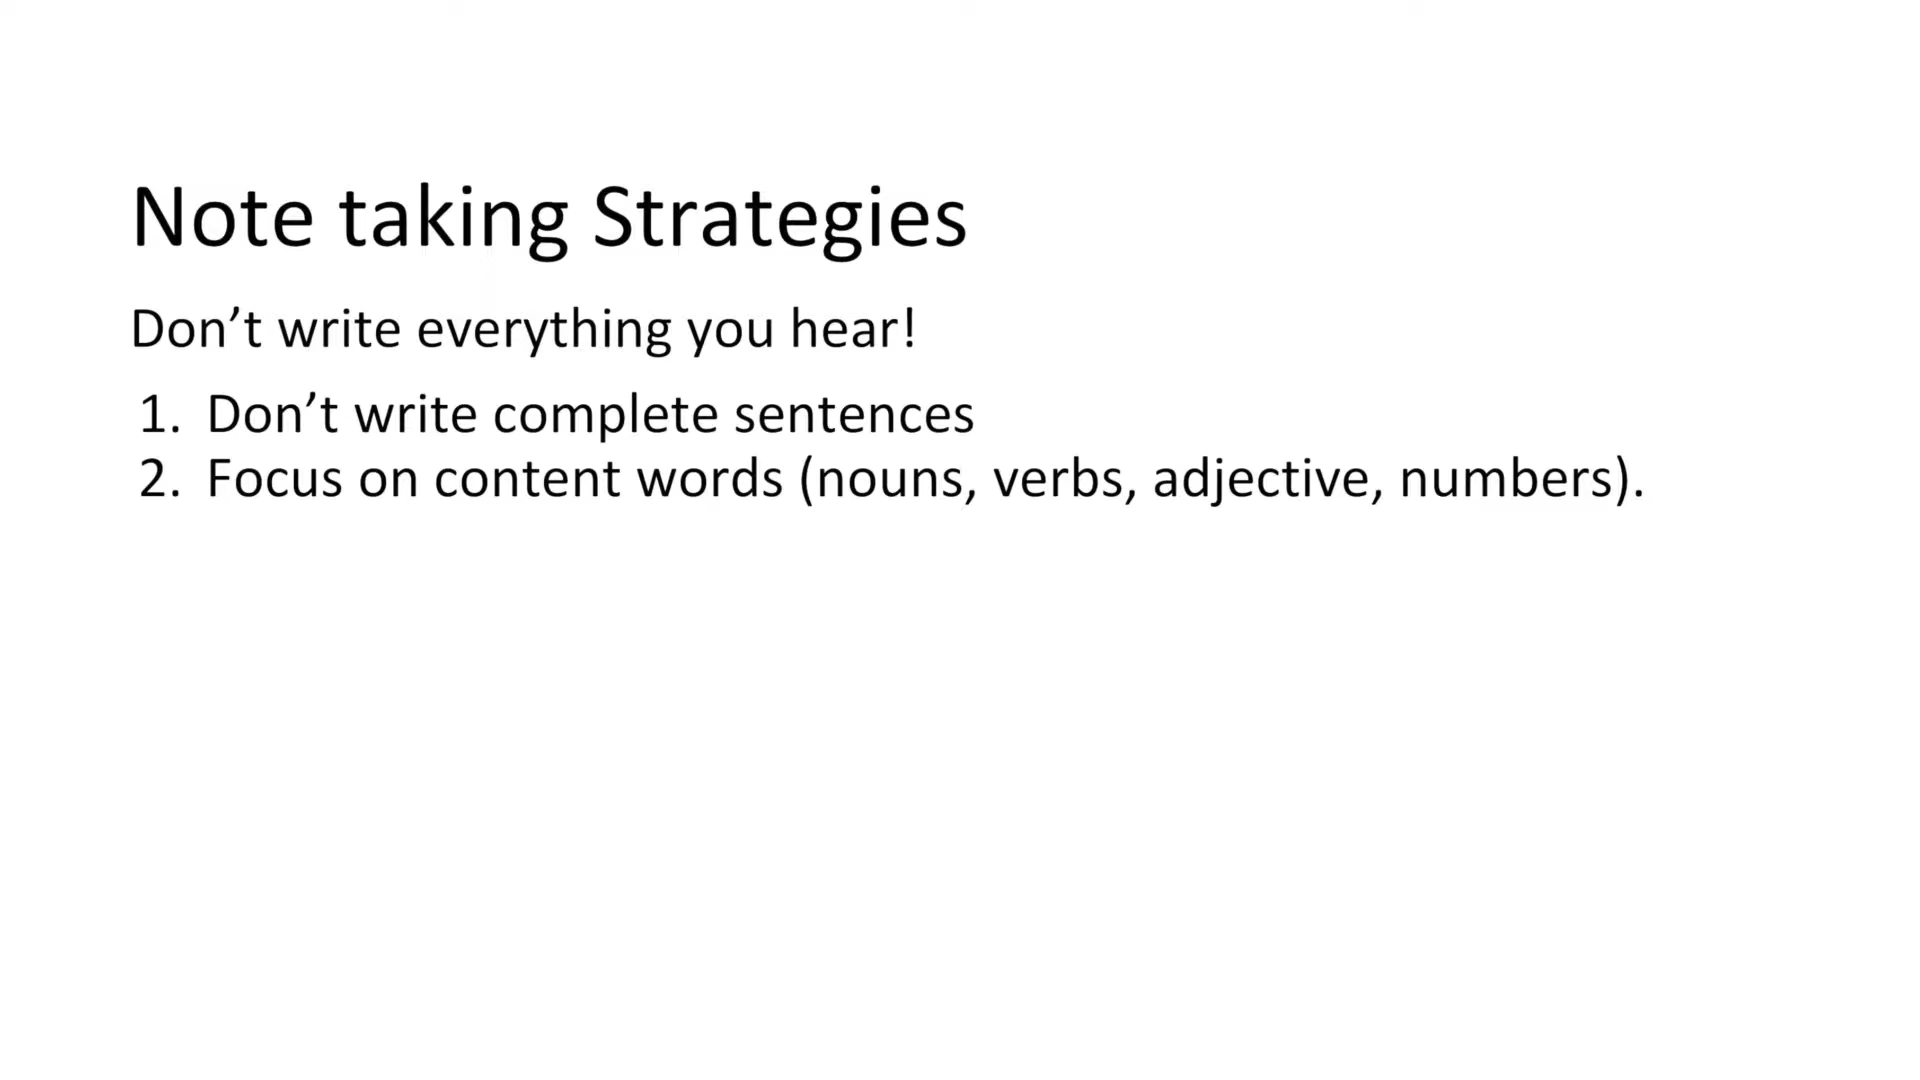 Note taking Strategies
Don’t write everything you hear!
1. Don’t write complete sentences
2. Focus on content words (nouns, verbs, adjective, numbers).